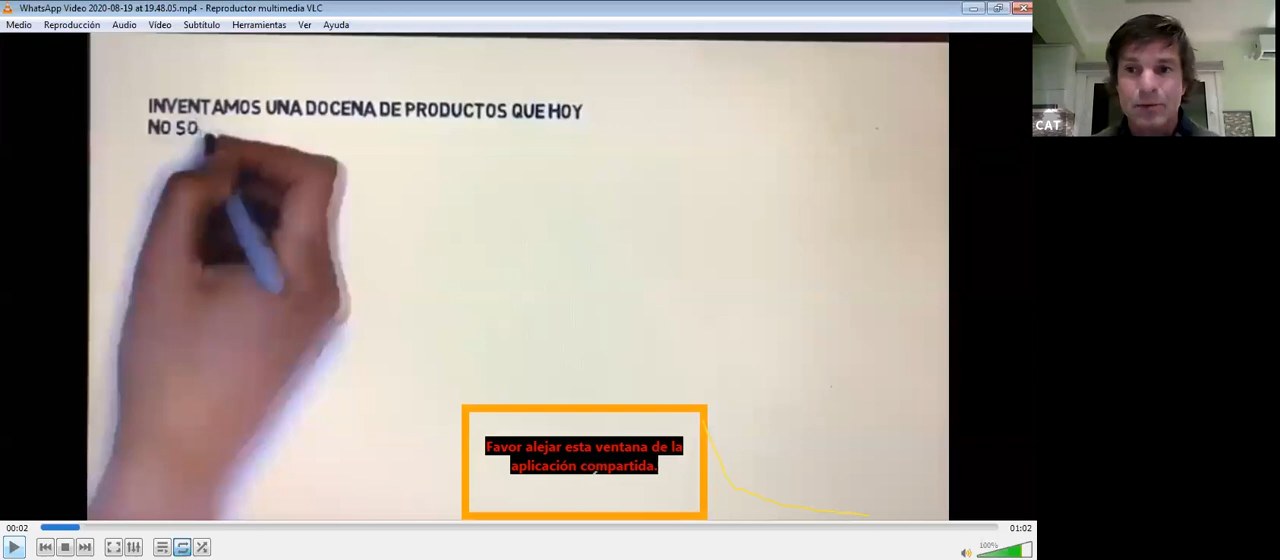 WhatsApp Video 2020-08-19 at 19.48.05.mp4 - Reproductor multimedia VLC
Medio Reproducción Audio Vídeo Subtítulo Herramientas Ver Ayuda
INVENTAMOS UNA DOCENA DE PRODUCTOS QUE HOY
NO SO
CAT
Favor alejar esta ventana de la
aplicación compartida.
00:02
01:02
100%